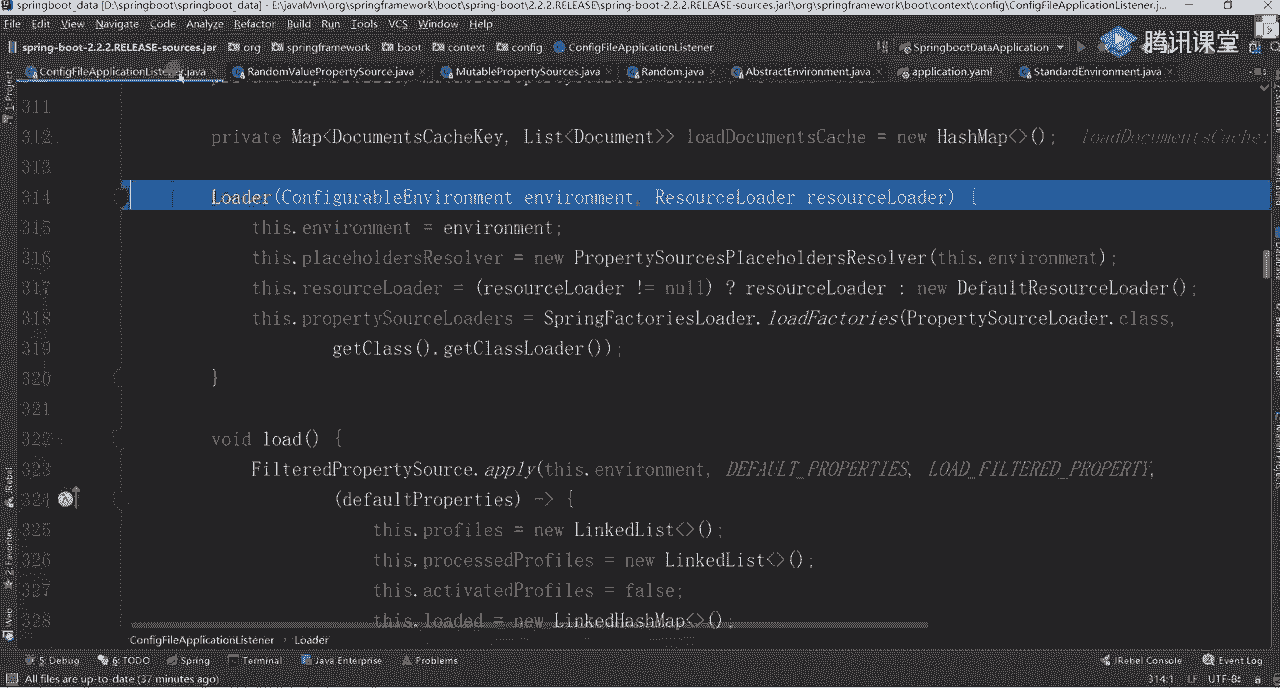 springboot_data [D:\springboot\springboot_data] - E:\javaMvn\org\springframework\boot\spring-boot\2.2.2.RELEASE\spring-boot-2.2.2.RELEASE-sources.jar!\org\springframework\boot\context\config\ConfigFileApplicationListener.j...
File Edit View Navigate Code Analyze Refactor Build Run Tools VCS Window Help
spring-boot-2.2.2.RELEASE-sources.jar org springframework boot context config ConfigFileApplicationListener SpringbootDataApplication
腾讯课堂
ConfigFileApplicationListener.java RandomValuePropertySource.java MutablePropertySources.java Random.java AbstractEnvironment.java application.yaml StandardEnvironment.java
1: Project
311
312 private Map<DocumentsCacheKey, List<Document>> loadDocumentsCache = new HashMap<>(); loadDocumentsCache:
313
314 Loader(ConfigurableEnvironment environment, ResourceLoader resourceLoader) {
315 this.environment = environment;
316 this.placeholdersResolver = new PropertySourcesPlaceholdersResolver(this.environment);
317 this.resourceLoader = (resourceLoader != null) ? resourceLoader : new DefaultResourceLoader();
318 this.propertySourceLoaders = SpringFactoriesLoader.loadFactories(PropertySourceLoader.class,
319 getClass().getClassLoader());
320 }
321
322 void load() {
323 FilteredPropertySource.apply(this.environment, DEFAULT_PROPERTIES, LOAD_FILTERED_PROPERTY,
324 (defaultProperties) -> {
325 this.profiles = new LinkedList<>();
326 this.processedProfiles = new LinkedList<>();
327 this.activatedProfiles = false;
328 this.loaded = new LinkedHashMap<>();
JRebel
2: Favorites
Web
ConfigFileApplicationListener Loader
5: Debug 6: TODO Spring Terminal Java Enterprise Problems JRebel Console Event Log
All files are up-to-date (37 minutes ago) 314:1 LF UTF-8